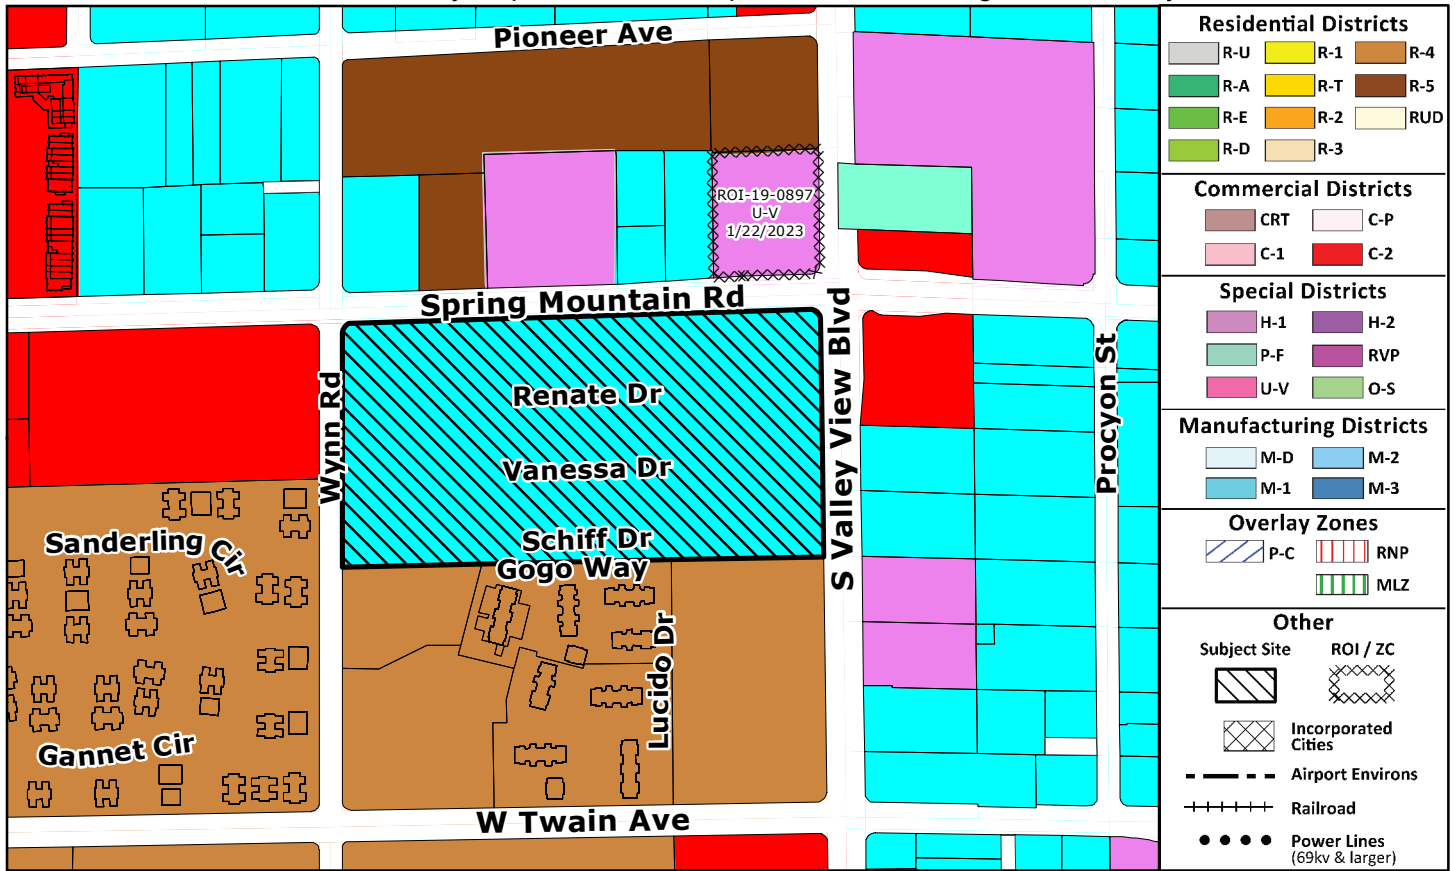 Pioneer Ave
ROI-19-0897
U-V
1/22/2023
Spring Mountain Rd
Wynn Rd
Renate Dr
Vanessa Dr
Schiff Dr
Gogo Way
S Valley View Blvd
Procyon St
Sanderling Cir
Lucido Dr
Gannet Cir
W Twain Ave
Residential Districts
R-U
R-1
R-4
R-A
R-T
R-5
R-E
R-2
RUD
R-D
R-3
Commercial Districts
CRT
C-P
C-1
C-2
Special Districts
H-1
H-2
P-F
RVP
U-V
O-S
Manufacturing Districts
M-D
M-2
M-1
M-3
Overlay Zones
P-C
RNP
MLZ
Other
Subject Site
ROI / ZC
Incorporated
Cities
Airport Environs
Railroad
Power Lines
(69kv & larger)